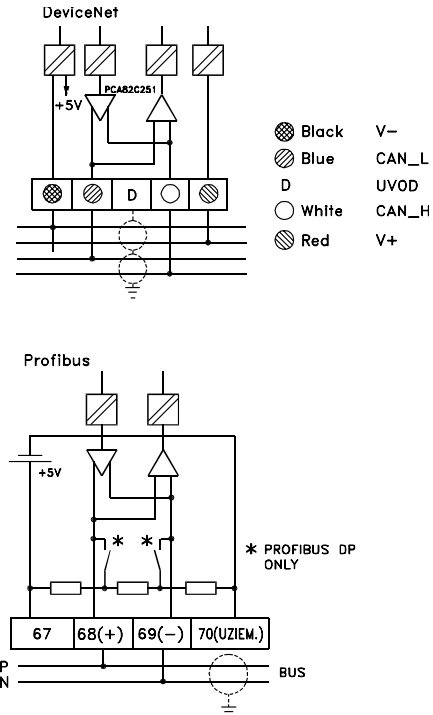 DeviceNet
PCA82C251
+5V
Black V-
Blue CAN_L
D UVOD
White CAN_H
Red V+
D
Profibus
+5V
* *
* PROFIBUS DP
ONLY
67 68(+) 69(-) 70(UZIEM.)
P
N
BUS